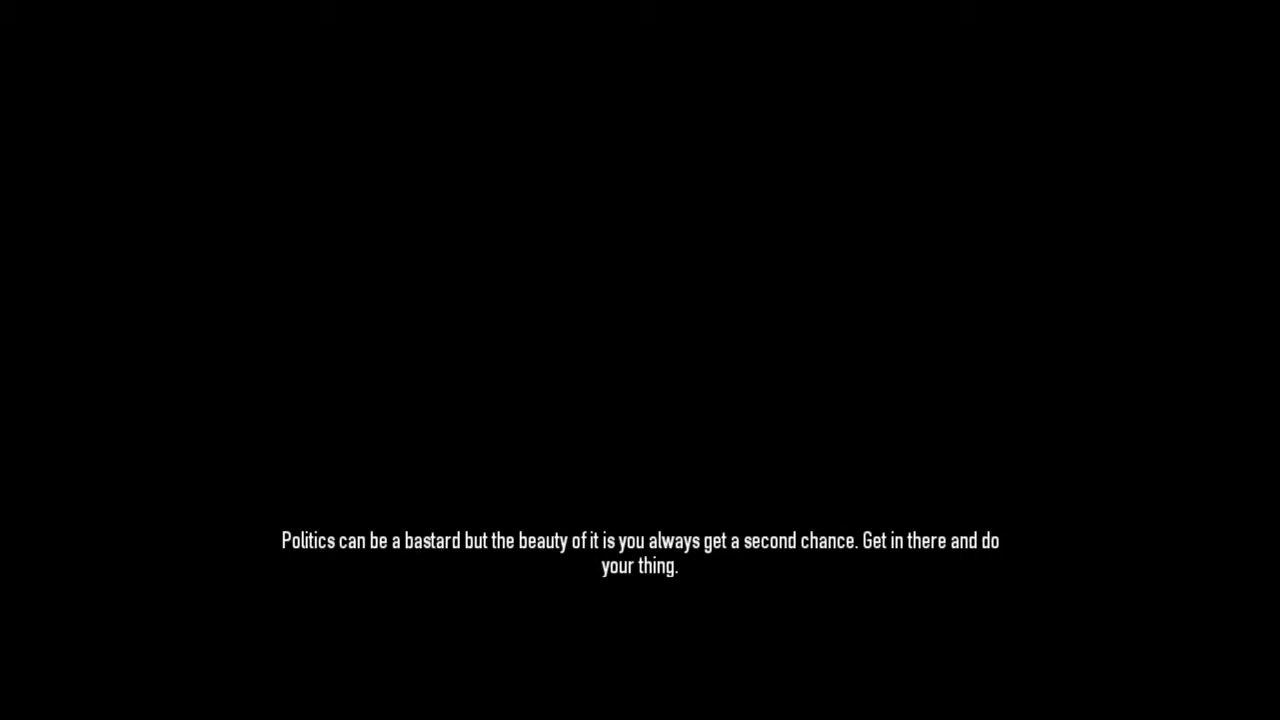 Politics can be a bastard but the beauty of it is you always get a second chance. Get in there and do
your thing.